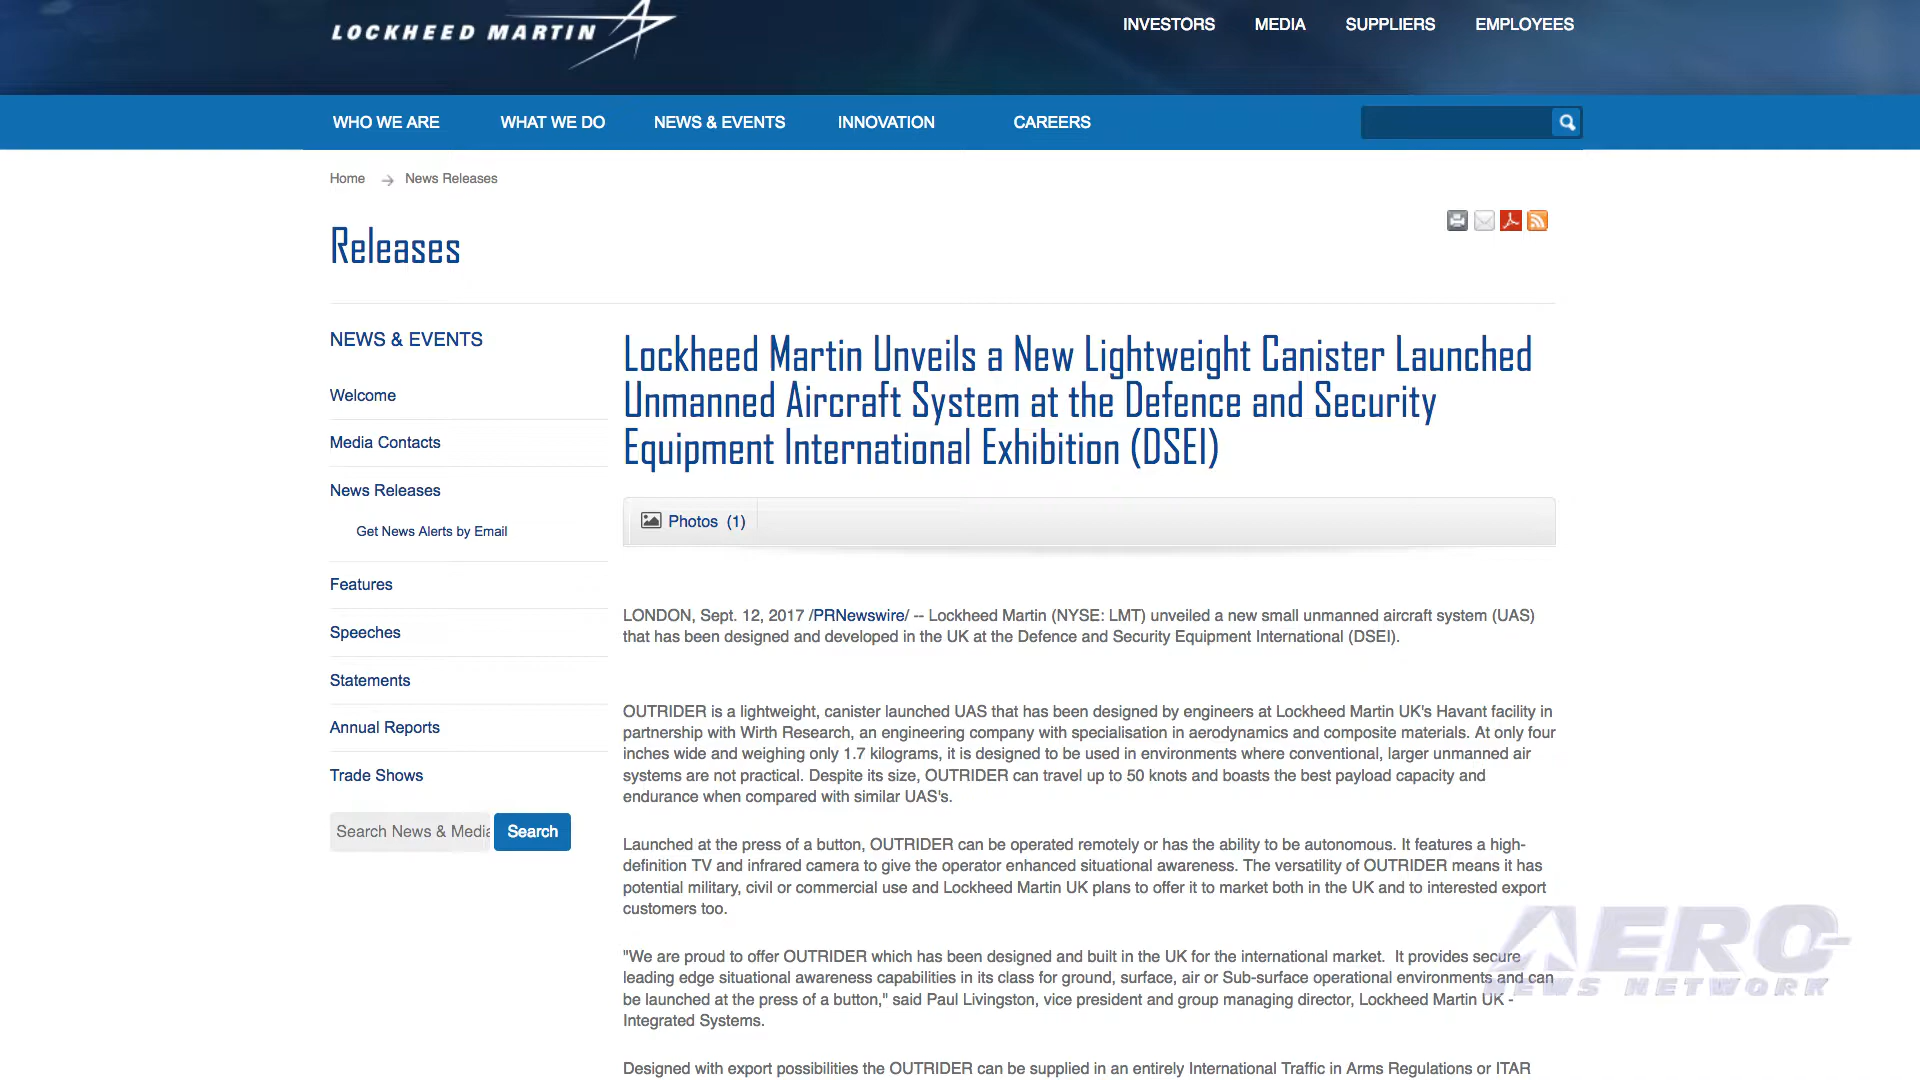 LOCKHEED MARTIN
INVESTORS MEDIA SUPPLIERS EMPLOYEES
WHO WE ARE WHAT WE DO NEWS & EVENTS INNOVATION CAREERS
Home News Releases
Releases
NEWS & EVENTS
Welcome
Media Contacts
News Releases
Get News Alerts by Email
Features
Speeches
Statements
Annual Reports
Trade Shows
Search News & Media Search
Lockheed Martin Unveils a New Lightweight Canister Launched
Unmanned Aircraft System at the Defence and Security
Equipment International Exhibition (DSEI)
Photos (1)
LONDON, Sept. 12, 2017 /PRNewswire/ -- Lockheed Martin (NYSE: LMT) unveiled a new small unmanned aircraft system (UAS)
that has been designed and developed in the UK at the Defence and Security Equipment International (DSEI).
OUTRIDER is a lightweight, canister launched UAS that has been designed by engineers at Lockheed Martin UK's Havant facility in
partnership with Wirth Research, an engineering company with specialisation in aerodynamics and composite materials. At only four
inches wide and weighing only 1.7 kilograms, it is designed to be used in environments where conventional, larger unmanned air
systems are not practical. Despite its size, OUTRIDER can travel up to 50 knots and boasts the best payload capacity and
endurance when compared with similar UAS's.
Launched at the press of a button, OUTRIDER can be operated remotely or has the ability to be autonomous. It features a high-
definition TV and infrared camera to give the operator enhanced situational awareness. The versatility of OUTRIDER means it has
potential military, civil or commercial use and Lockheed Martin UK plans to offer it to market both in the UK and to interested export
customers too.
"We are proud to offer OUTRIDER which has been designed and built in the UK for the international market. It provides secure
leading edge situational awareness capabilities in its class for ground, surface, air or Sub-surface operational environments and can
be launched at the press of a button," said Paul Livingston, vice president and group managing director, Lockheed Martin UK -
Integrated Systems.
Designed with export possibilities the OUTRIDER can be supplied in an entirely International Traffic in Arms Regulations or ITAR
AERO
NEWS NETWORK